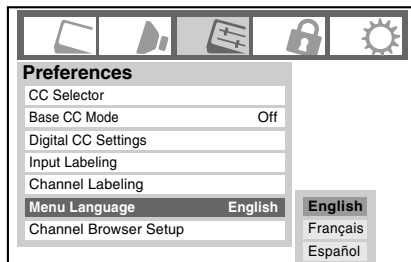 Preferences
CC Selector
Base CC Mode Off
Digital CC Settings
Input Labeling
Channel Labeling
Menu Language English
Channel Browser Setup
English
Français
Español